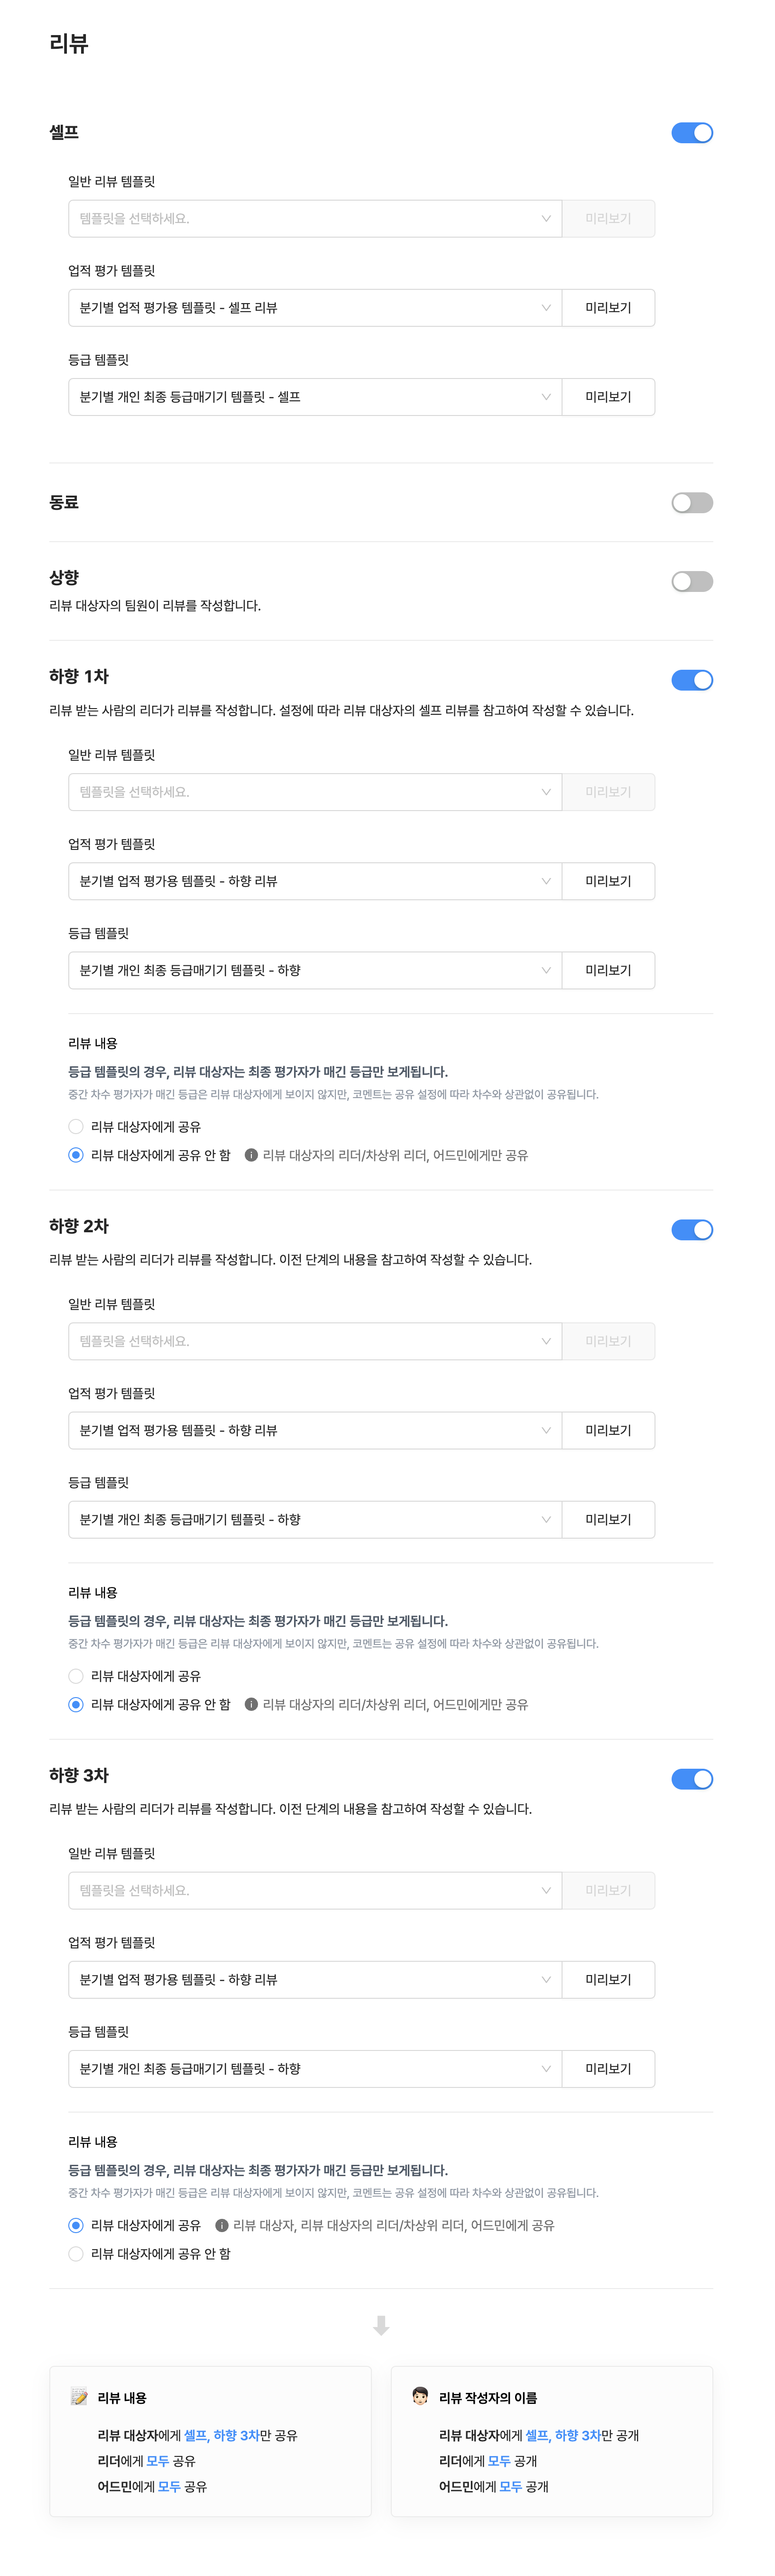 리뷰
셀프
일반 리뷰 템플릿
템플릿을 선택하세요. 미리보기
업적 평가 템플릿
분기별 업적 평가용 템플릿 - 셀프 리뷰 미리보기
등급 템플릿
분기별 개인 최종 등급매기기 템플릿 - 셀프 미리보기
동료
상향
리뷰 대상자의 팀원이 리뷰를 작성합니다.
하향 1차
리뷰 받는 사람의 리더가 리뷰를 작성합니다. 설정에 따라 리뷰 대상자의 셀프 리뷰를 참고하여 작성할 수 있습니다.
일반 리뷰 템플릿
템플릿을 선택하세요. 미리보기
업적 평가 템플릿
분기별 업적 평가용 템플릿 - 하향 리뷰 미리보기
등급 템플릿
분기별 개인 최종 등급매기기 템플릿 - 하향 미리보기
리뷰 내용
등급 템플릿의 경우, 리뷰 대상자는 최종 평가자가 매긴 등급만 보게됩니다.
중간 차수 평가자가 매긴 등급은 리뷰 대상자에게 보이지 않지만, 코멘트는 공유 설정에 따라 차수와 상관없이 공유됩니다.
리뷰 대상자에게 공유
리뷰 대상자에게 공유 안 함 리뷰 대상자의 리더/차상위 리더, 어드민에게만 공유
하향 2차
리뷰 받는 사람의 리더가 리뷰를 작성합니다. 이전 단계의 내용을 참고하여 작성할 수 있습니다.
일반 리뷰 템플릿
템플릿을 선택하세요. 미리보기
업적 평가 템플릿
분기별 업적 평가용 템플릿 - 하향 리뷰 미리보기
등급 템플릿
분기별 개인 최종 등급매기기 템플릿 - 하향 미리보기
리뷰 내용
등급 템플릿의 경우, 리뷰 대상자는 최종 평가자가 매긴 등급만 보게됩니다.
중간 차수 평가자가 매긴 등급은 리뷰 대상자에게 보이지 않지만, 코멘트는 공유 설정에 따라 차수와 상관없이 공유됩니다.
리뷰 대상자에게 공유
리뷰 대상자에게 공유 안 함 리뷰 대상자의 리더/차상위 리더, 어드민에게만 공유
하향 3차
리뷰 받는 사람의 리더가 리뷰를 작성합니다. 이전 단계의 내용을 참고하여 작성할 수 있습니다.
일반 리뷰 템플릿
템플릿을 선택하세요. 미리보기
업적 평가 템플릿
분기별 업적 평가용 템플릿 - 하향 리뷰 미리보기
등급 템플릿
분기별 개인 최종 등급매기기 템플릿 - 하향 미리보기
리뷰 내용
등급 템플릿의 경우, 리뷰 대상자는 최종 평가자가 매긴 등급만 보게됩니다.
중간 차수 평가자가 매긴 등급은 리뷰 대상자에게 보이지 않지만, 코멘트는 공유 설정에 따라 차수와 상관없이 공유됩니다.
리뷰 대상자에게 공유 리뷰 대상자, 리뷰 대상자의 리더/차상위 리더, 어드민에게 공유
리뷰 대상자에게 공유 안 함
리뷰 내용
리뷰 대상자에게 셀프, 하향 3차만 공유
리더에게 모두 공유
어드민에게 모두 공유
리뷰 작성자의 이름
리뷰 대상자에게 셀프, 하향 3차만 공개
리더에게 모두 공개
어드민에게 모두 공개